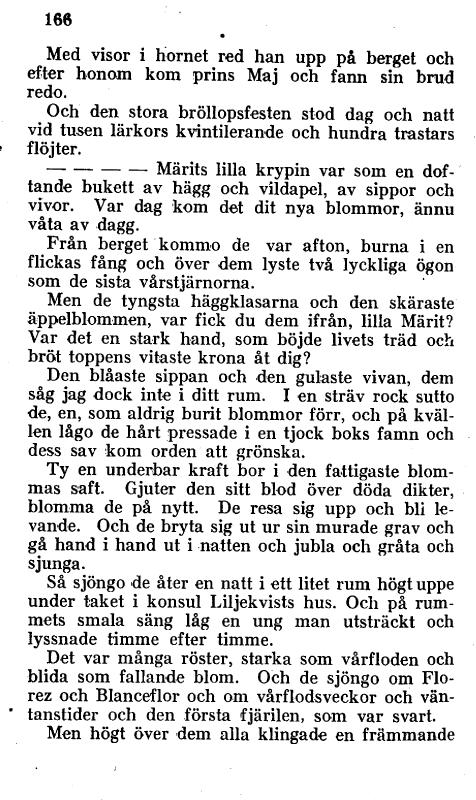 166
Med visor i hornet red han upp på berget och
efter honom kom prins Maj och fann sin brud
redo.
Och den stora bröllopsfesten stod dag och natt
vid tusen lärkors kvintilerande och hundra trastars
flöjter.
— — — — Märits lilla krypin var som en dof-
tande bukett av hägg och vildapel, av sippor och
vivor. Var dag kom det dit nya blommor, ännu
våta av dagg.
Från berget kommo de var afton, burna i en
flickas fång och över dem lyste två lyckliga ögon
som de sista vårstjärnorna.
Men de tyngsta häggklasarna och den skäraste
äppelblommen, var fick du dem ifrån, lilla Märit?
Var det en stark hand, som böjde livets träd och
bröt toppens vitaste krona åt dig?
Den blåaste sippan och den gulaste vivan, dem
såg jag dock inte i ditt rum. I en sträv rock sutto
de, en, som aldrig burit blommor förr, och på kväl-
len lågo de hårt pressade i en tjock boks famn och
dess sav kom orden att grönska.
Ty en underbar kraft bor i den fattigaste blom-
mas saft. Gjuter den sitt blod över döda dikter,
blomma de på nytt. De resa sig upp och bli le-
vande. Och de bryta sig ut ur sin murade grav och
gå hand i hand ut i natten och jubla och gråta och
sjunga.
Så sjöngo de åter en natt i ett litet rum högt uppe
under taket i konsul Liljekvists hus. Och på rum-
mets smala säng låg en ung man utsträckt och
lyssnade timme efter timme.
Det var många röster, starka som vårfloden och
blida som fallande blom. Och de sjöngo om Flo-
rez och Blanceflor och om vårflodsveckor och vän-
tanstider och den första fjärilen, som var svart.
Men högt över dem alla klingade en främmande